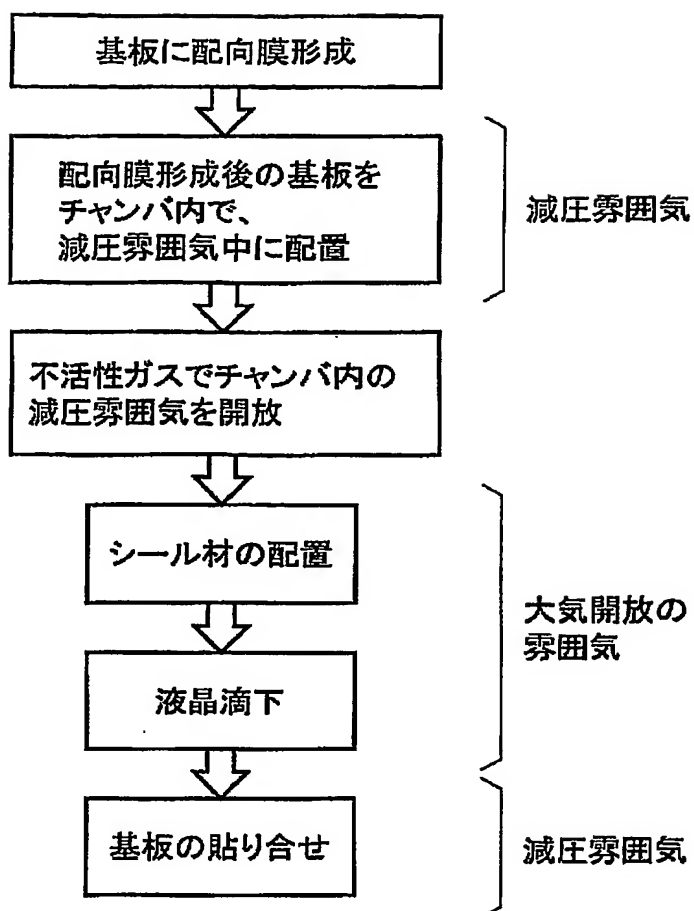 基板に配向膜形成
配向膜形成後の基板を
チャンバ内で、
減圧雰囲気中に配置
減圧雰囲気
不活性ガスでチャンバ内の
減圧雰囲気を開放
シール材の配置
大気開放の
雰囲気
液晶滴下
基板の貼り合せ
減圧雰囲気